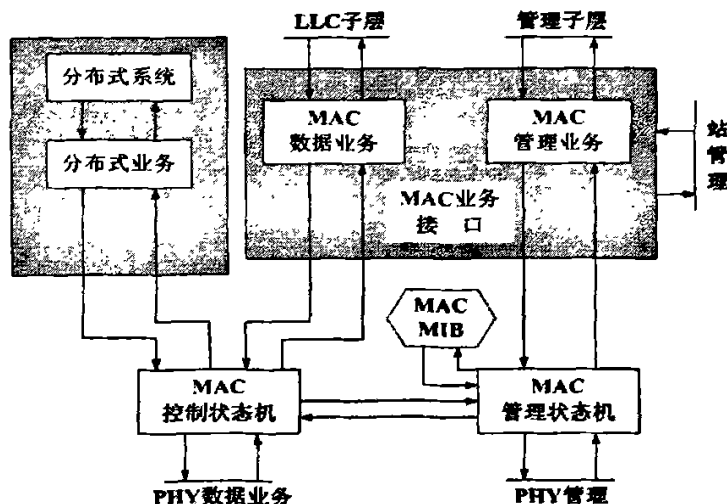 LLC子层
管理子层
分布式系统
分布式业务
MAC
数据业务
MAC
管理业务
站管理
MAC业务
接 口
MAC
MIB
MAC
控制状态机
MAC
管理状态机
PHY数据业务
PHY管理